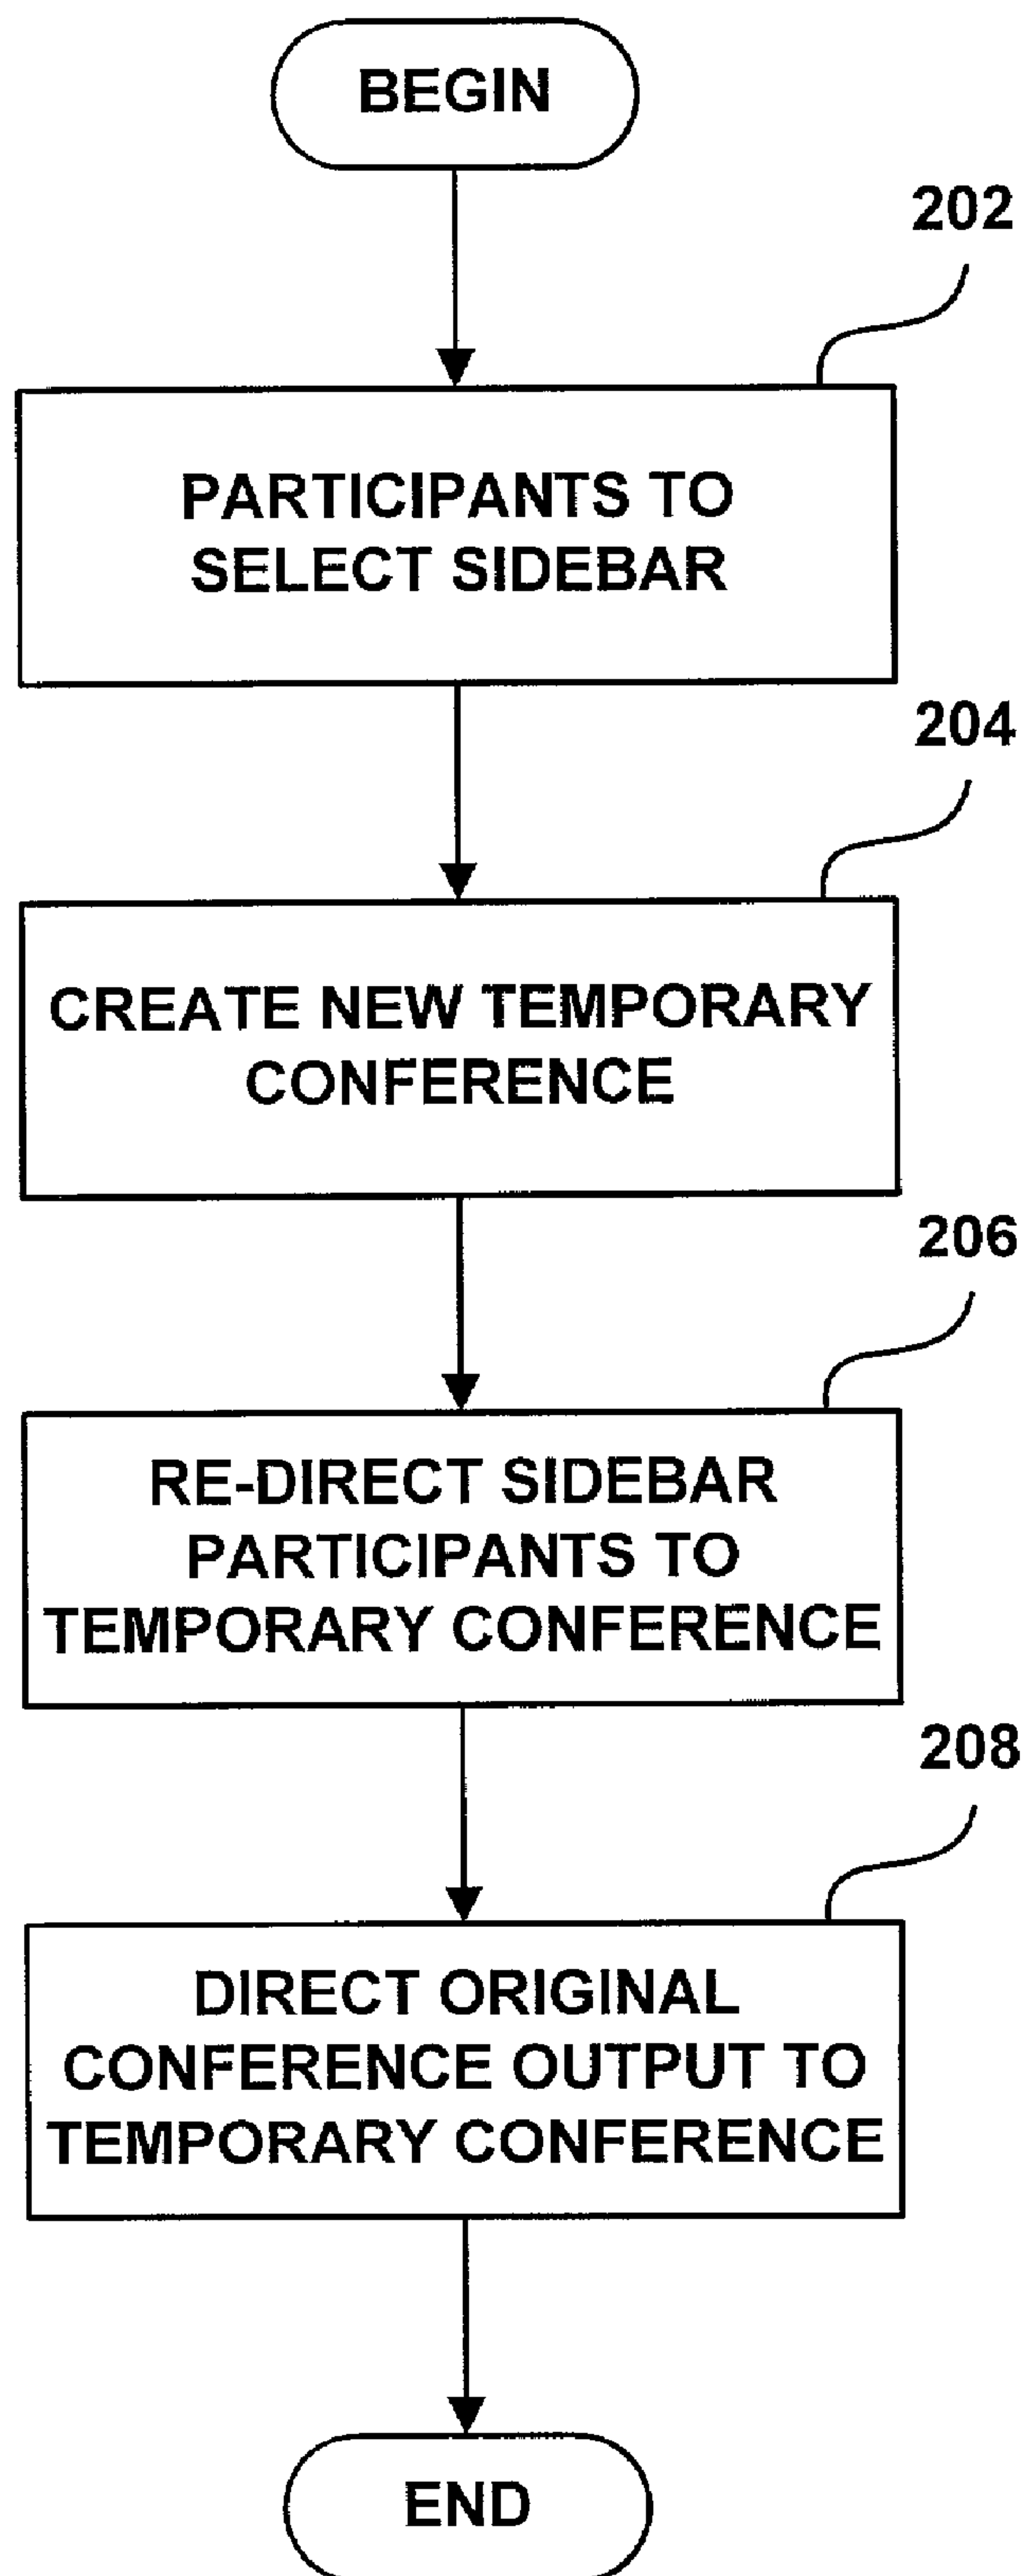 BEGIN
202
PARTICIPANTS TO
SELECT SIDEBAR
204
CREATE NEW TEMPORARY
CONFERENCE
206
RE-DIRECT SIDEBAR
PARTICIPANTS TO
TEMPORARY CONFERENCE
208
DIRECT ORIGINAL
CONFERENCE OUTPUT TO
TEMPORARY CONFERENCE
END